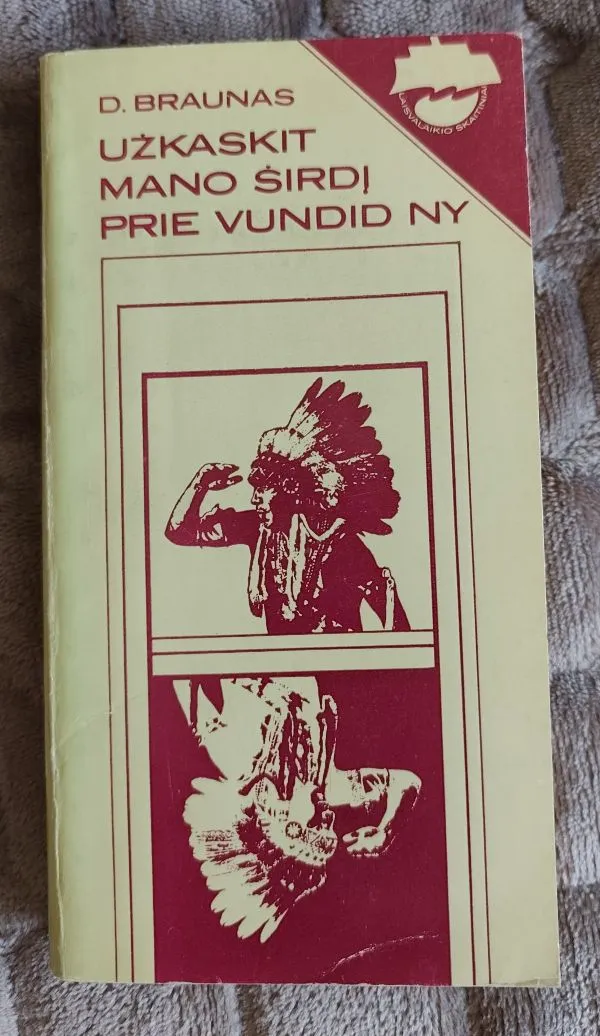 D. BRAUNAS
UŽKASKIT
MANO ŠIRDĮ
PRIE VUNDID NY
LAISVALAIKIO SKAITINIAI